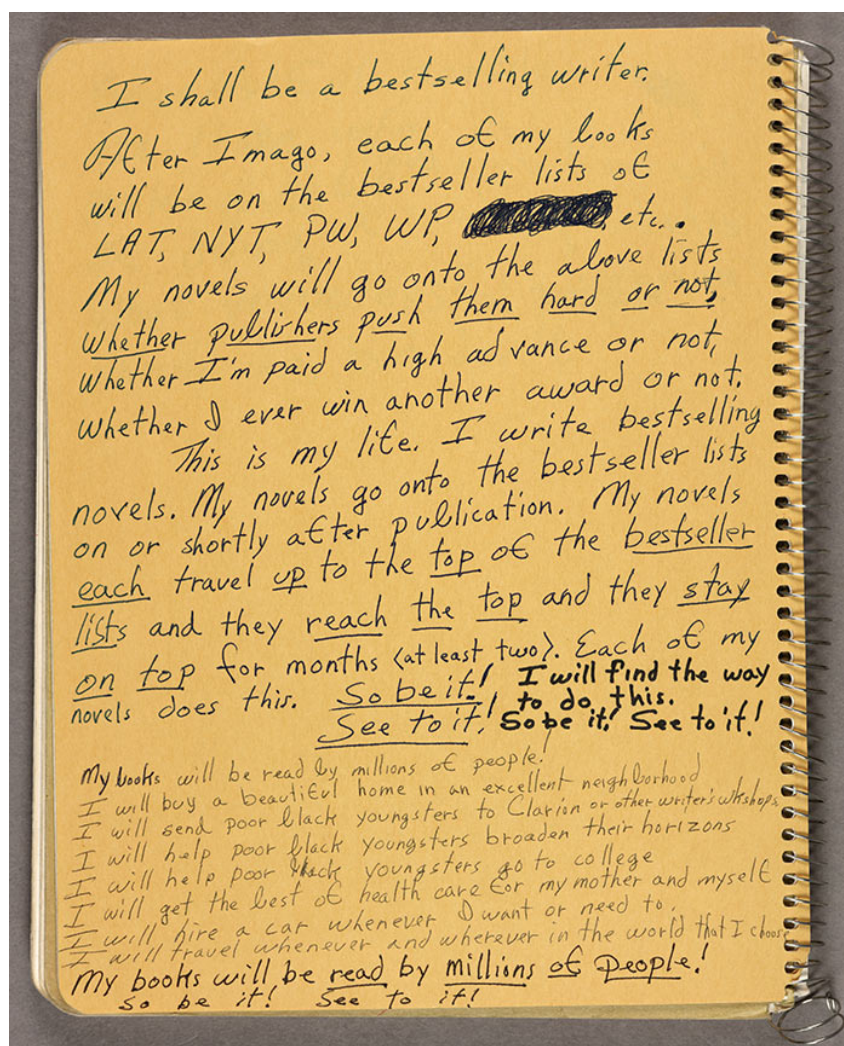 I shall be a bestselling writer.
After Imago, each of my books
will be on the bestseller lists of
LAT, NYT, PW, WP, etc..
My novels will go onto the above lists
whether publishers push them hard or not,
whether I'm paid a high advance or not,
whether I ever win another award or not.
This is my life. I write bestselling
novels. My novels go onto the bestseller lists
on or shortly after publication. My novels
each travel up to the top of the bestseller
lists and they reach the top and they stay
on top for months (at least two). Each of my
novels does this. So be it! I will find the way
to do this.
See to it! So be it! See to it!
My books will be read by millions of people!
I will buy a beautiful home in an excellent neighborhood
I will send poor black youngsters to Clarion or other writer's wkshops
I will help poor black youngsters broaden their horizons
I will help poor black youngsters go to college
I will get the best of health care for my mother and myself
I will hire a car whenever I want or need to.
I will travel whenever and wherever in the world that I choose
My books will be read by millions of people!
So be it! See to it!